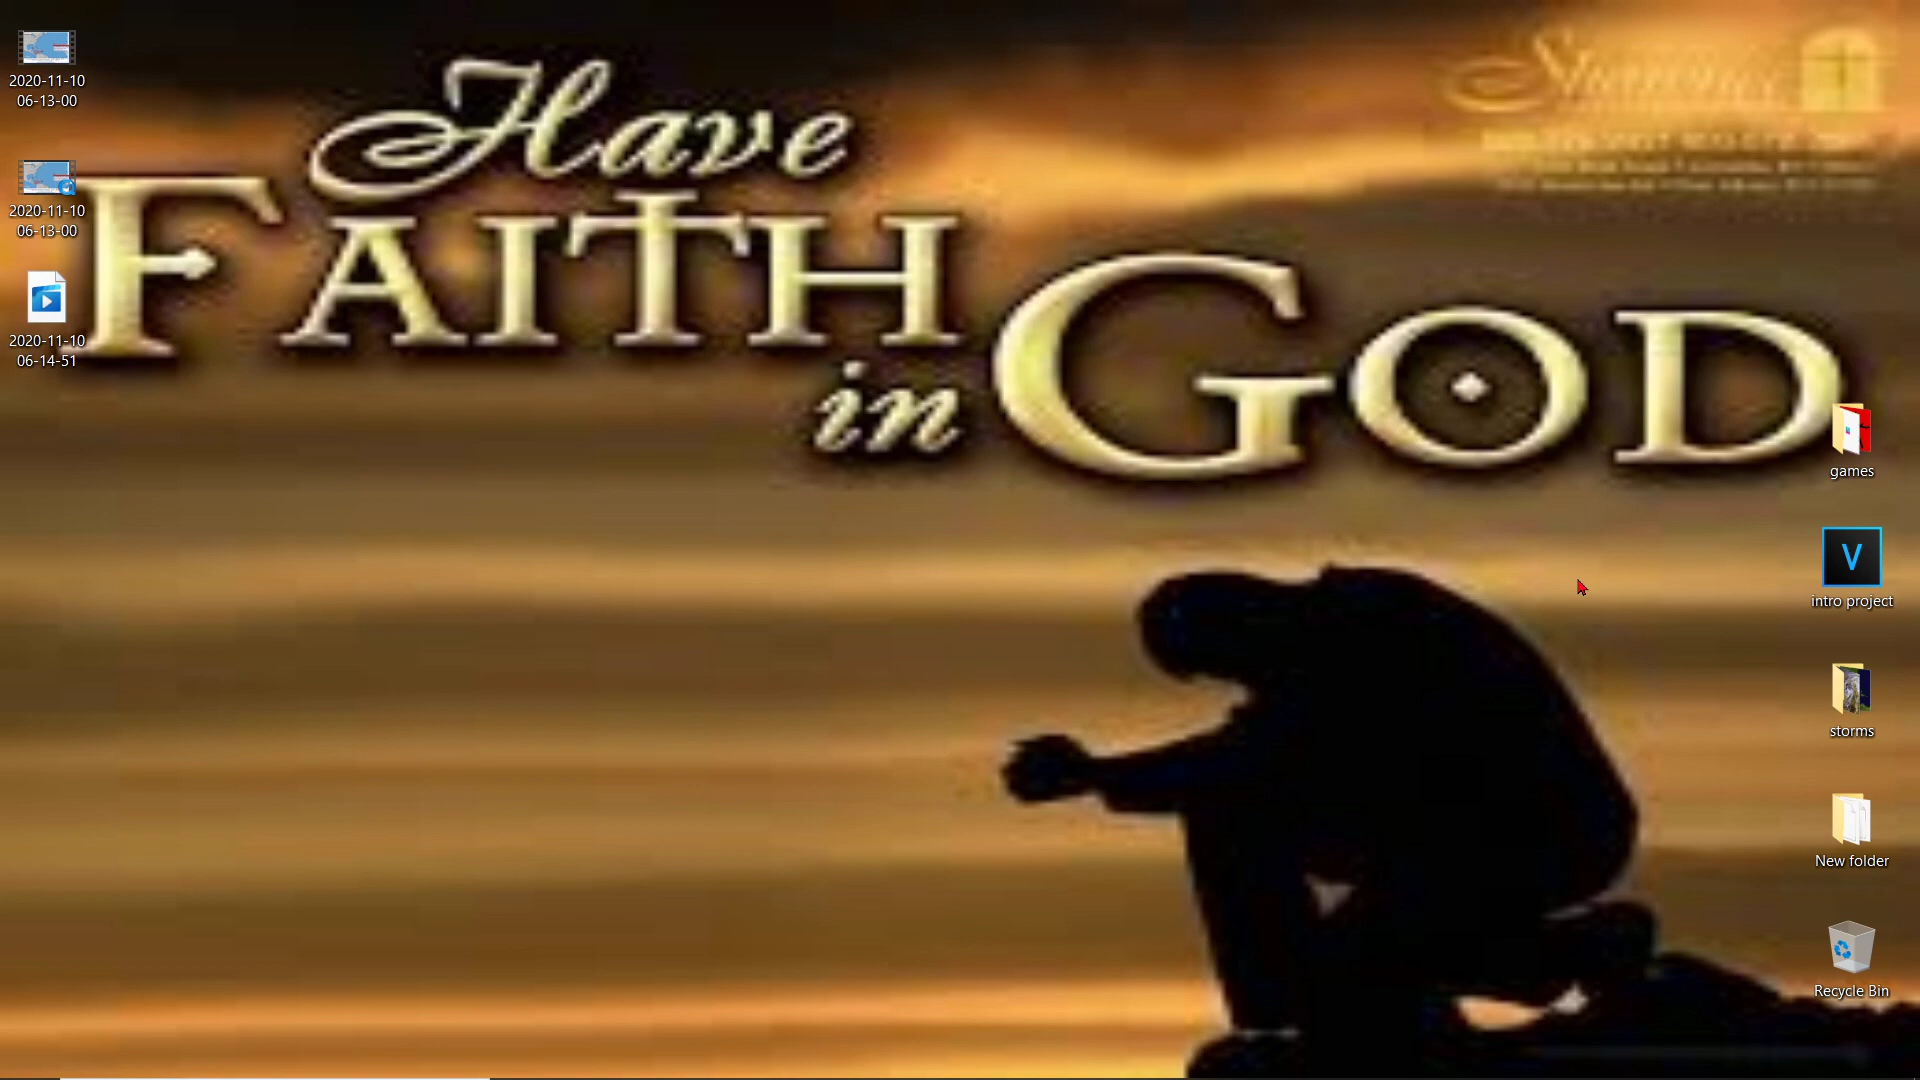 2020-11-10
06-13-00
2020-11-10
06-13-00
2020-11-10
06-14-51
Have
FAITH
in GOD
games
intro project
storms
New folder
Recycle Bin